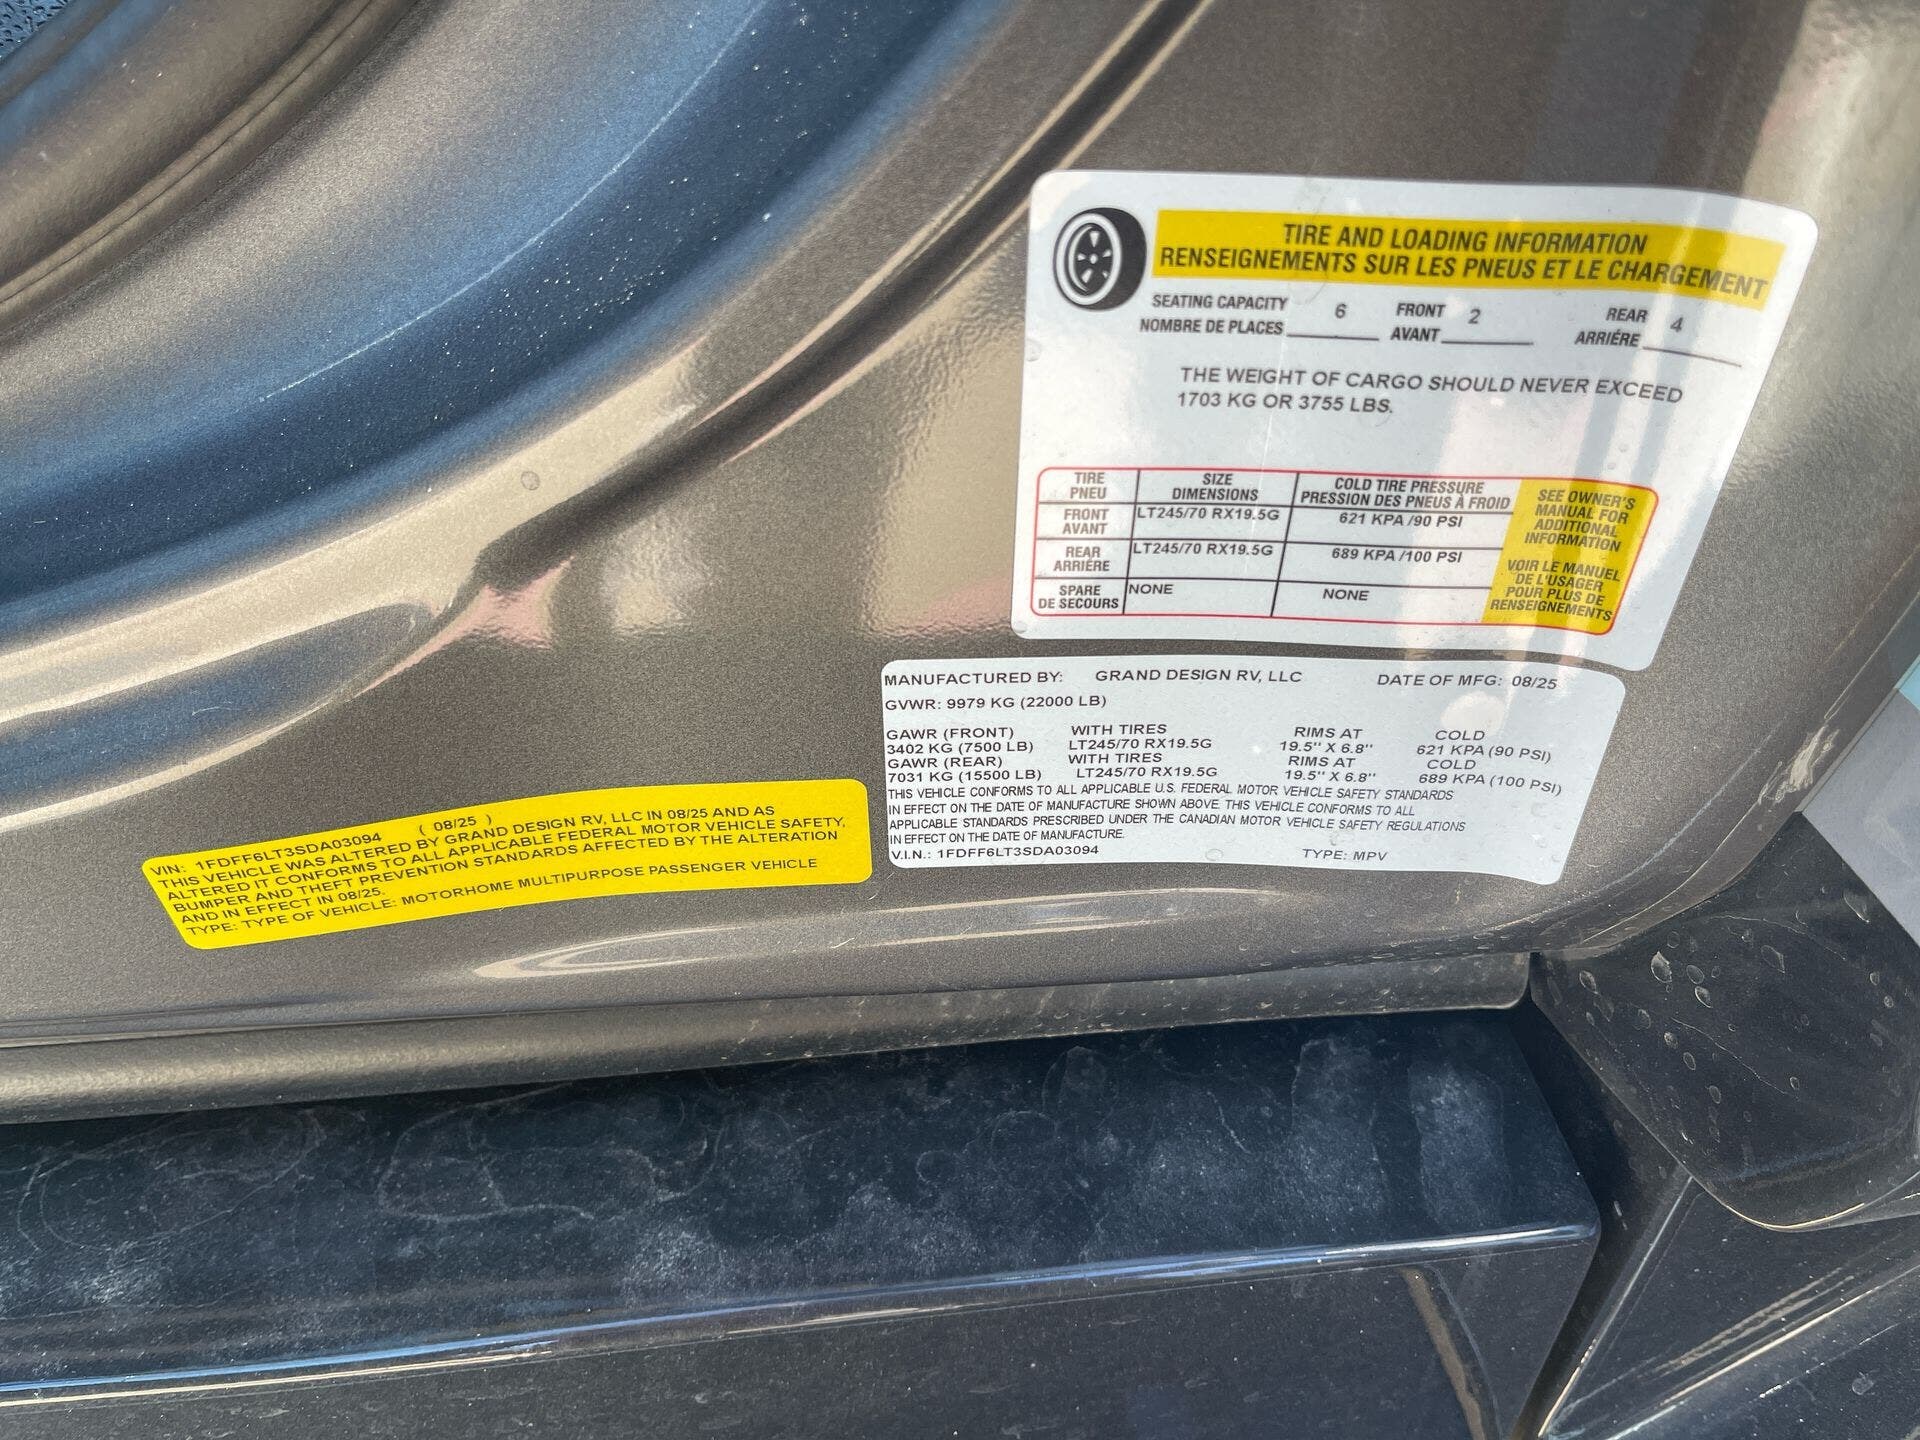 TIRE AND LOADING INFORMATION
RENSEIGNEMENTS SUR LES PNEUS ET LE CHARGEMENT
SEATING CAPACITY 6 FRONT 2 REAR 4
NOMBRE DE PLACES AVANT ARRIÉRE
THE WEIGHT OF CARGO SHOULD NEVER EXCEED
1703 KG OR 3755 LBS.
TIRE SIZE COLD TIRE PRESSURE
PNEU DIMENSIONS PRESSION DES PNEUS À FROID
FRONT LT245/70 RX19.5G 621 KPA /90 PSI
AVANT
REAR LT245/70 RX19.5G 689 KPA /100 PSI
ARRIÉRE
SPARE NONE NONE
DE SECOURS
SEE OWNER'S
MANUAL FOR
ADDITIONAL
INFORMATION
VOIR LE MANUEL
DE L'USAGER
POUR PLUS DE
RENSEIGNEMENTS
MANUFACTURED BY: GRAND DESIGN RV, LLC DATE OF MFG: 08/25
GVWR: 9979 KG (22000 LB)
GAWR (FRONT) WITH TIRES RIMS AT COLD
3402 KG (7500 LB) LT245/70 RX19.5G 19.5" X 6.8" 621 KPA (90 PSI)
GAWR (REAR) WITH TIRES RIMS AT COLD
7031 KG (15500 LB) LT245/70 RX19.5G 19.5" X 6.8" 689 KPA (100 PSI)
THIS VEHICLE CONFORMS TO ALL APPLICABLE U.S. FEDERAL MOTOR VEHICLE SAFETY STANDARDS
IN EFFECT ON THE DATE OF MANUFACTURE SHOWN ABOVE. THIS VEHICLE CONFORMS TO ALL
APPLICABLE STANDARDS PRESCRIBED UNDER THE CANADIAN MOTOR VEHICLE SAFETY REGULATIONS
IN EFFECT ON THE DATE OF MANUFACTURE.
V.I.N.: 1FDFF6LT3SDA03094 TYPE: MPV
VIN: 1FDFF6LT3SDA03094 ( 08/25 )
THIS VEHICLE WAS ALTERED BY GRAND DESIGN RV, LLC IN 08/25 AND AS
ALTERED IT CONFORMS TO ALL APPLICABLE FEDERAL MOTOR VEHICLE SAFETY,
BUMPER AND THEFT PREVENTION STANDARDS AFFECTED BY THE ALTERATION
AND IN EFFECT IN 08/25.
TYPE: TYPE OF VEHICLE: MOTORHOME MULTIPURPOSE PASSENGER VEHICLE